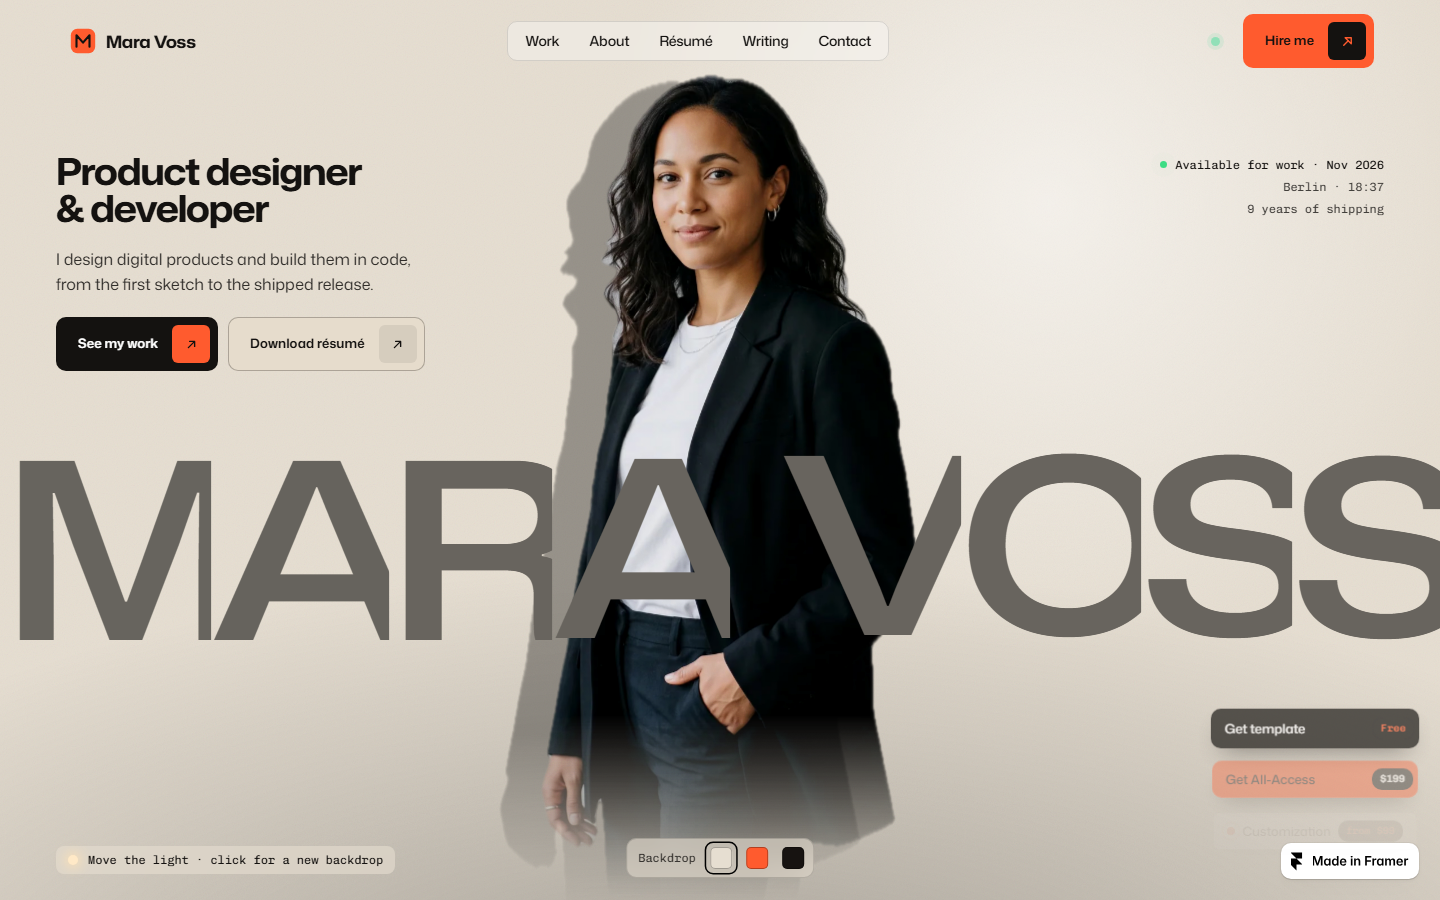 Mara Voss
Work
About
Résumé
Writing
Contact
Hire me
Product designer
& developer
I design digital products and build them in code,
from the first sketch to the shipped release.
See my work
Download résumé
Available for work · Nov 2026
Berlin · 18:37
9 years of shipping
MARA VOSS
Get template Free
Get All-Access $199
Customization
Move the light · click for a new backdrop
Backdrop
Made in Framer